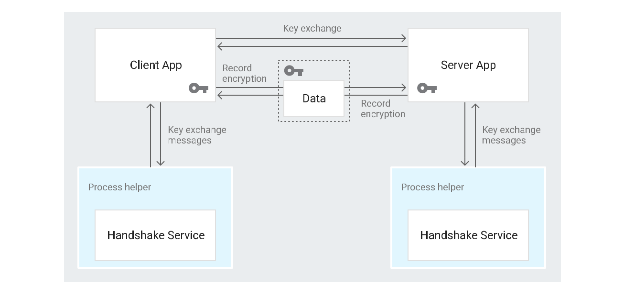 Key exchange
Client App
Server App
Record
encryption
Data
Record
encryption
Key exchange
messages
Key exchange
messages
Process helper
Process helper
Handshake Service
Handshake Service